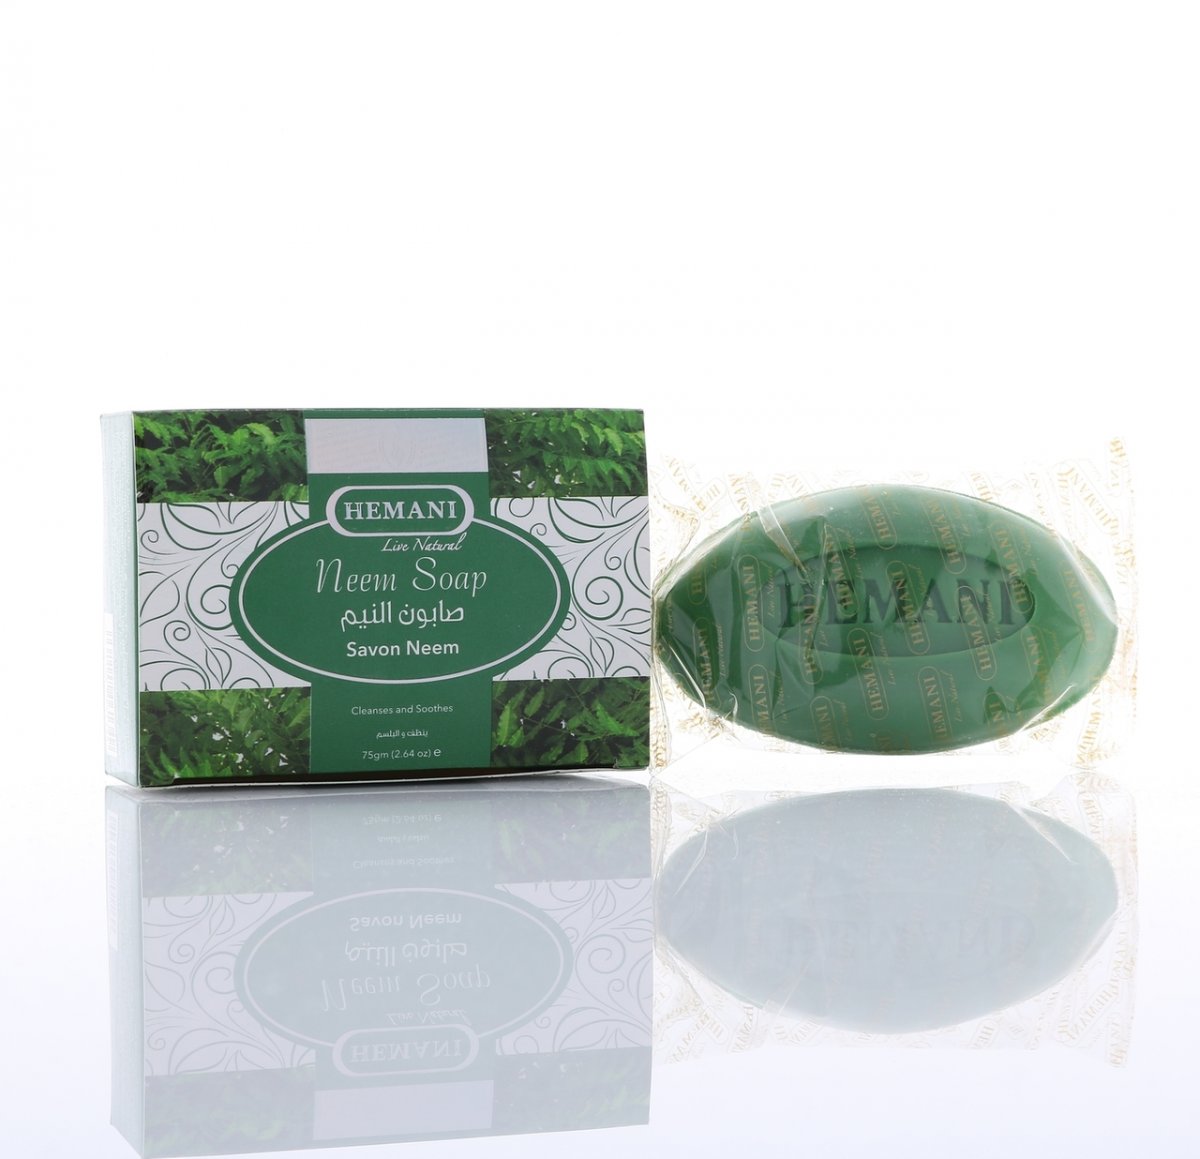 HEMANI
Live Natural
Neem Soap
صابون النيم
Savon Neem
Cleanses and Soothes
ينظف و البلسم
75gm (2.64 oz) e
HEMANI